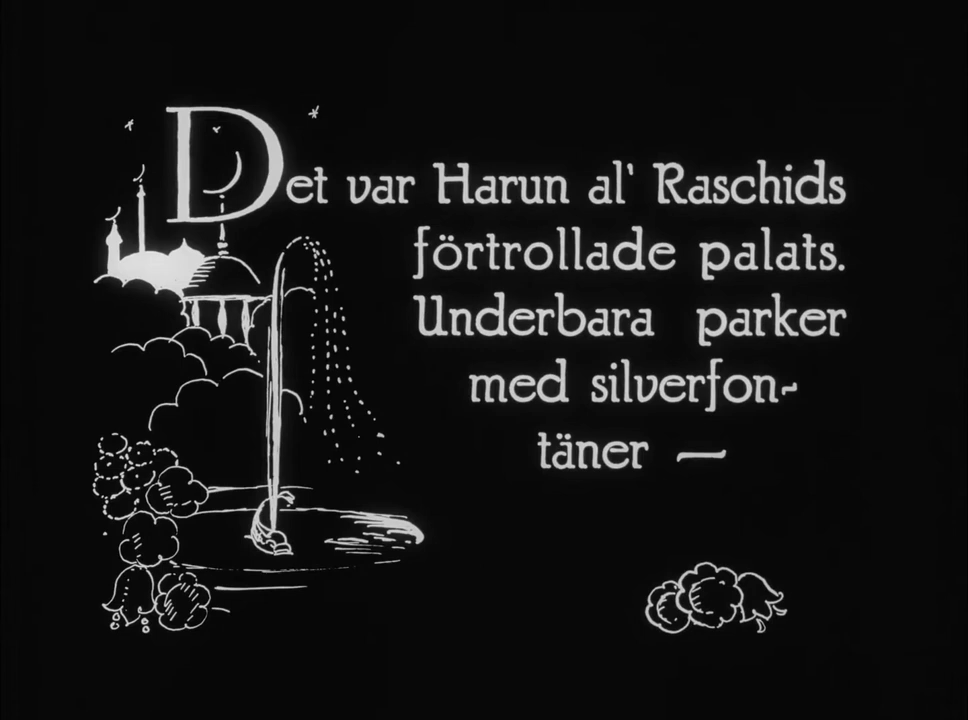 Det var Harun al' Raschids
förtrollade palats.
Underbara parker
med silverfon-
täner —